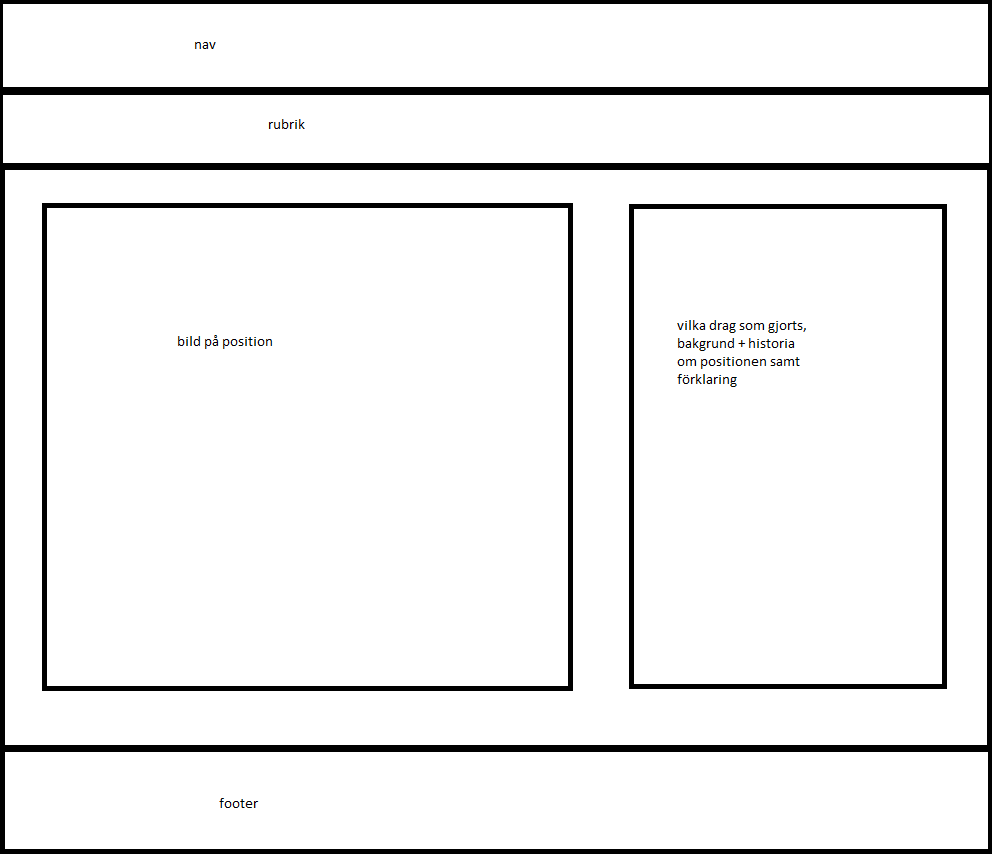 nav
rubrik
bild på position
vilka drag som gjorts,
bakgrund + historia
om positionen samt
förklaring
footer